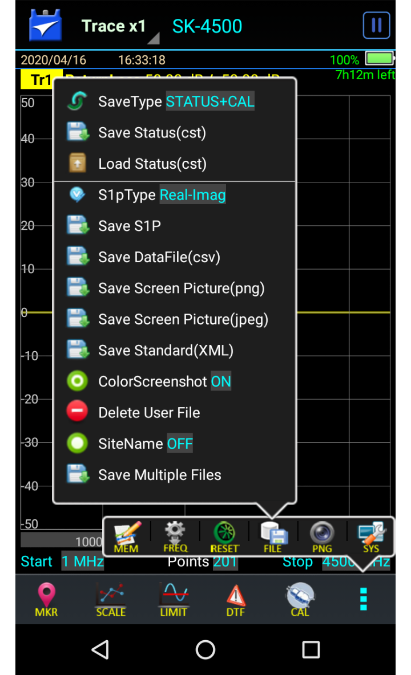 Trace x1 SK-4500
2020/04/16 16:33:18 100%
Tr1 7h12m left
50
SaveType STATUS+CAL
40
Save Status(cst)
Load Status(cst)
30
S1pType Real-Imag
20
Save S1P
Save DataFile(csv)
10
Save Screen Picture(png)
0
Save Screen Picture(jpeg)
-10
Save Standard(XML)
ColorScreenshot ON
-20
Delete User File
-30
SiteName OFF
Save Multiple Files
-40
-50
1000
MEM FREQ RESET FILE PNG SYS
Start 1 MHz Points 201 Stop
MKR SCALE LIMIT DTF CAL